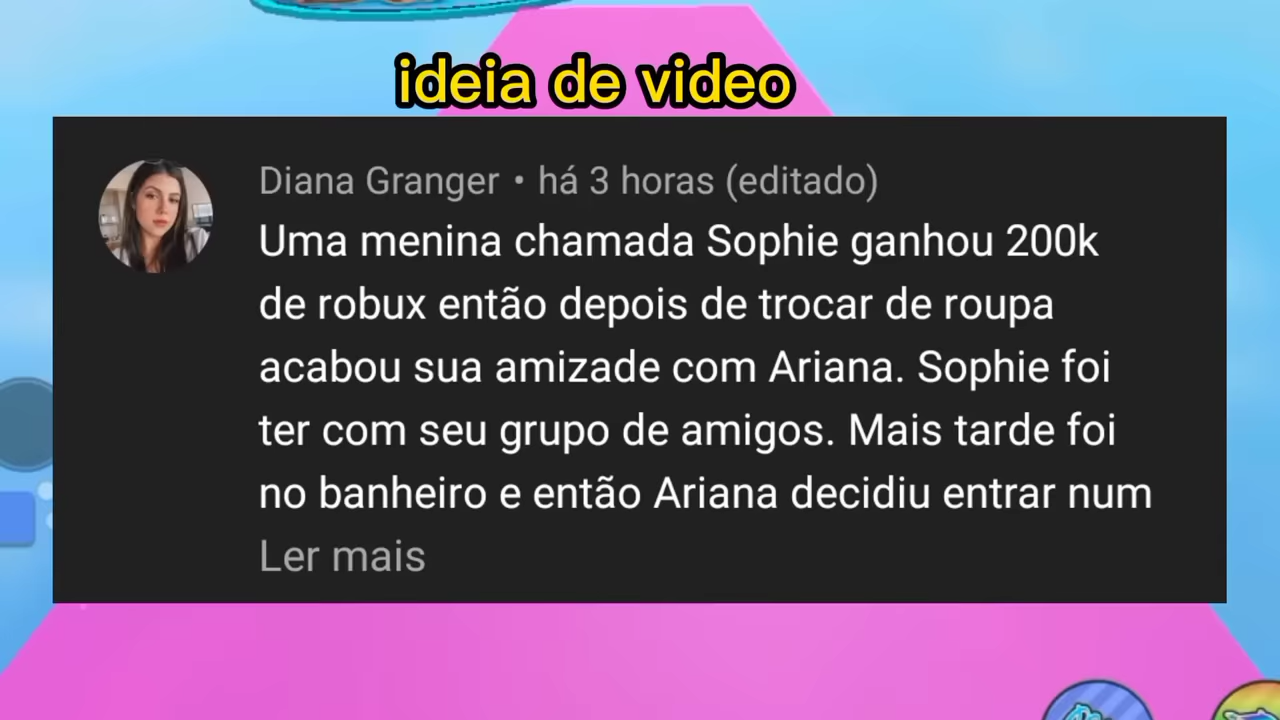 ideia de video
Diana Granger • há 3 horas (editado)
Uma menina chamada Sophie ganhou 200k
de robux então depois de trocar de roupa
acabou sua amizade com Ariana. Sophie foi
ter com seu grupo de amigos. Mais tarde foi
no banheiro e então Ariana decidiu entrar num
Ler mais